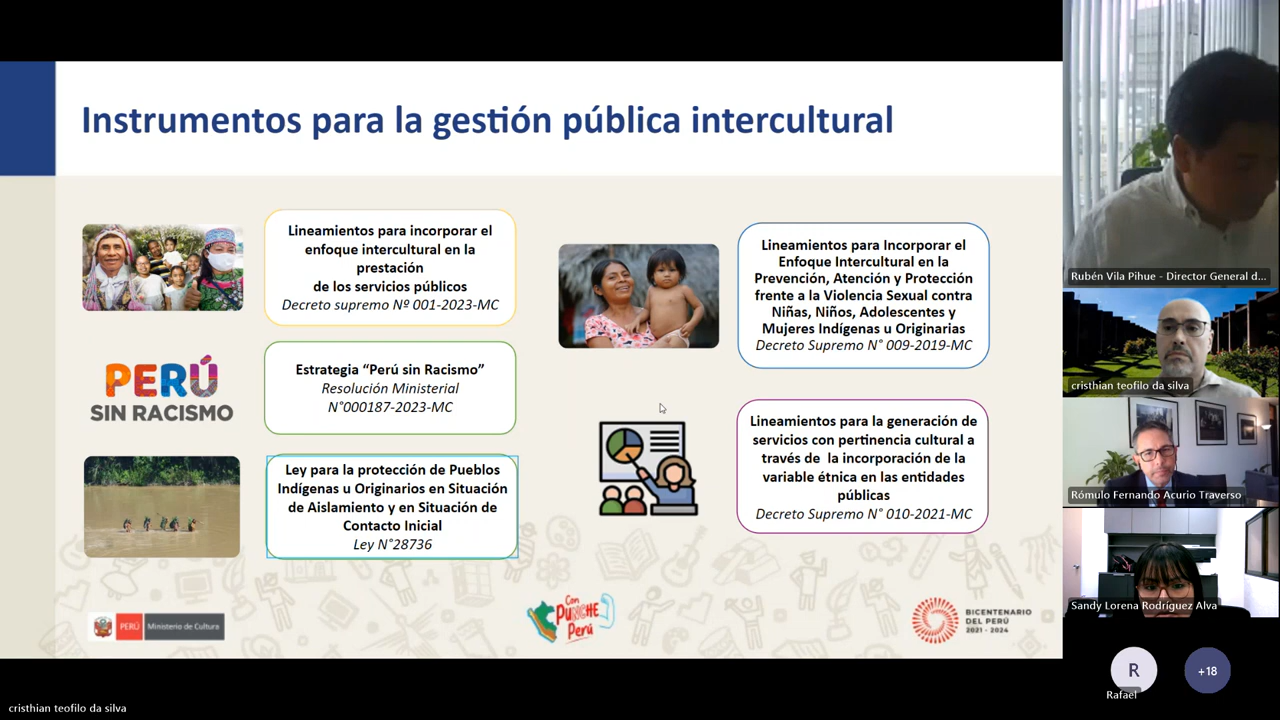 Instrumentos para la gestión pública intercultural
Lineamientos para incorporar el
enfoque intercultural en la
prestación
de los servicios públicos
Decreto supremo Nº 001-2023-MC
PERÚ
SIN RACISMO
Estrategia “Perú sin Racismo”
Resolución Ministerial
N°000187-2023-MC
Ley para la protección de Pueblos
Indígenas u Originarios en Situación
de Aislamiento y en Situación de
Contacto Inicial
Ley N°28736
Lineamientos para Incorporar el
Enfoque Intercultural en la
Prevención, Atención y Protección
frente a la Violencia Sexual contra
Niñas, Niños, Adolescentes y
Mujeres Indígenas u Originarias
Decreto Supremo N° 009-2019-MC
Lineamientos para la generación de
servicios con pertinencia cultural a
través de la incorporación de la
variable étnica en las entidades
públicas
Decreto Supremo N° 010-2021-MC
PERÚ Ministerio de Cultura
Con
PUNCHE
Perú
BICENTENARIO
DEL PERÚ
2021 - 2024
Rubén Vila Pihue - Director General d...
cristhian teofilo da silva
Rómulo Fernando Acurio Traverso
Sandy Lorena Rodríguez Alva
R
Rafael
+18
cristhian teofilo da silva